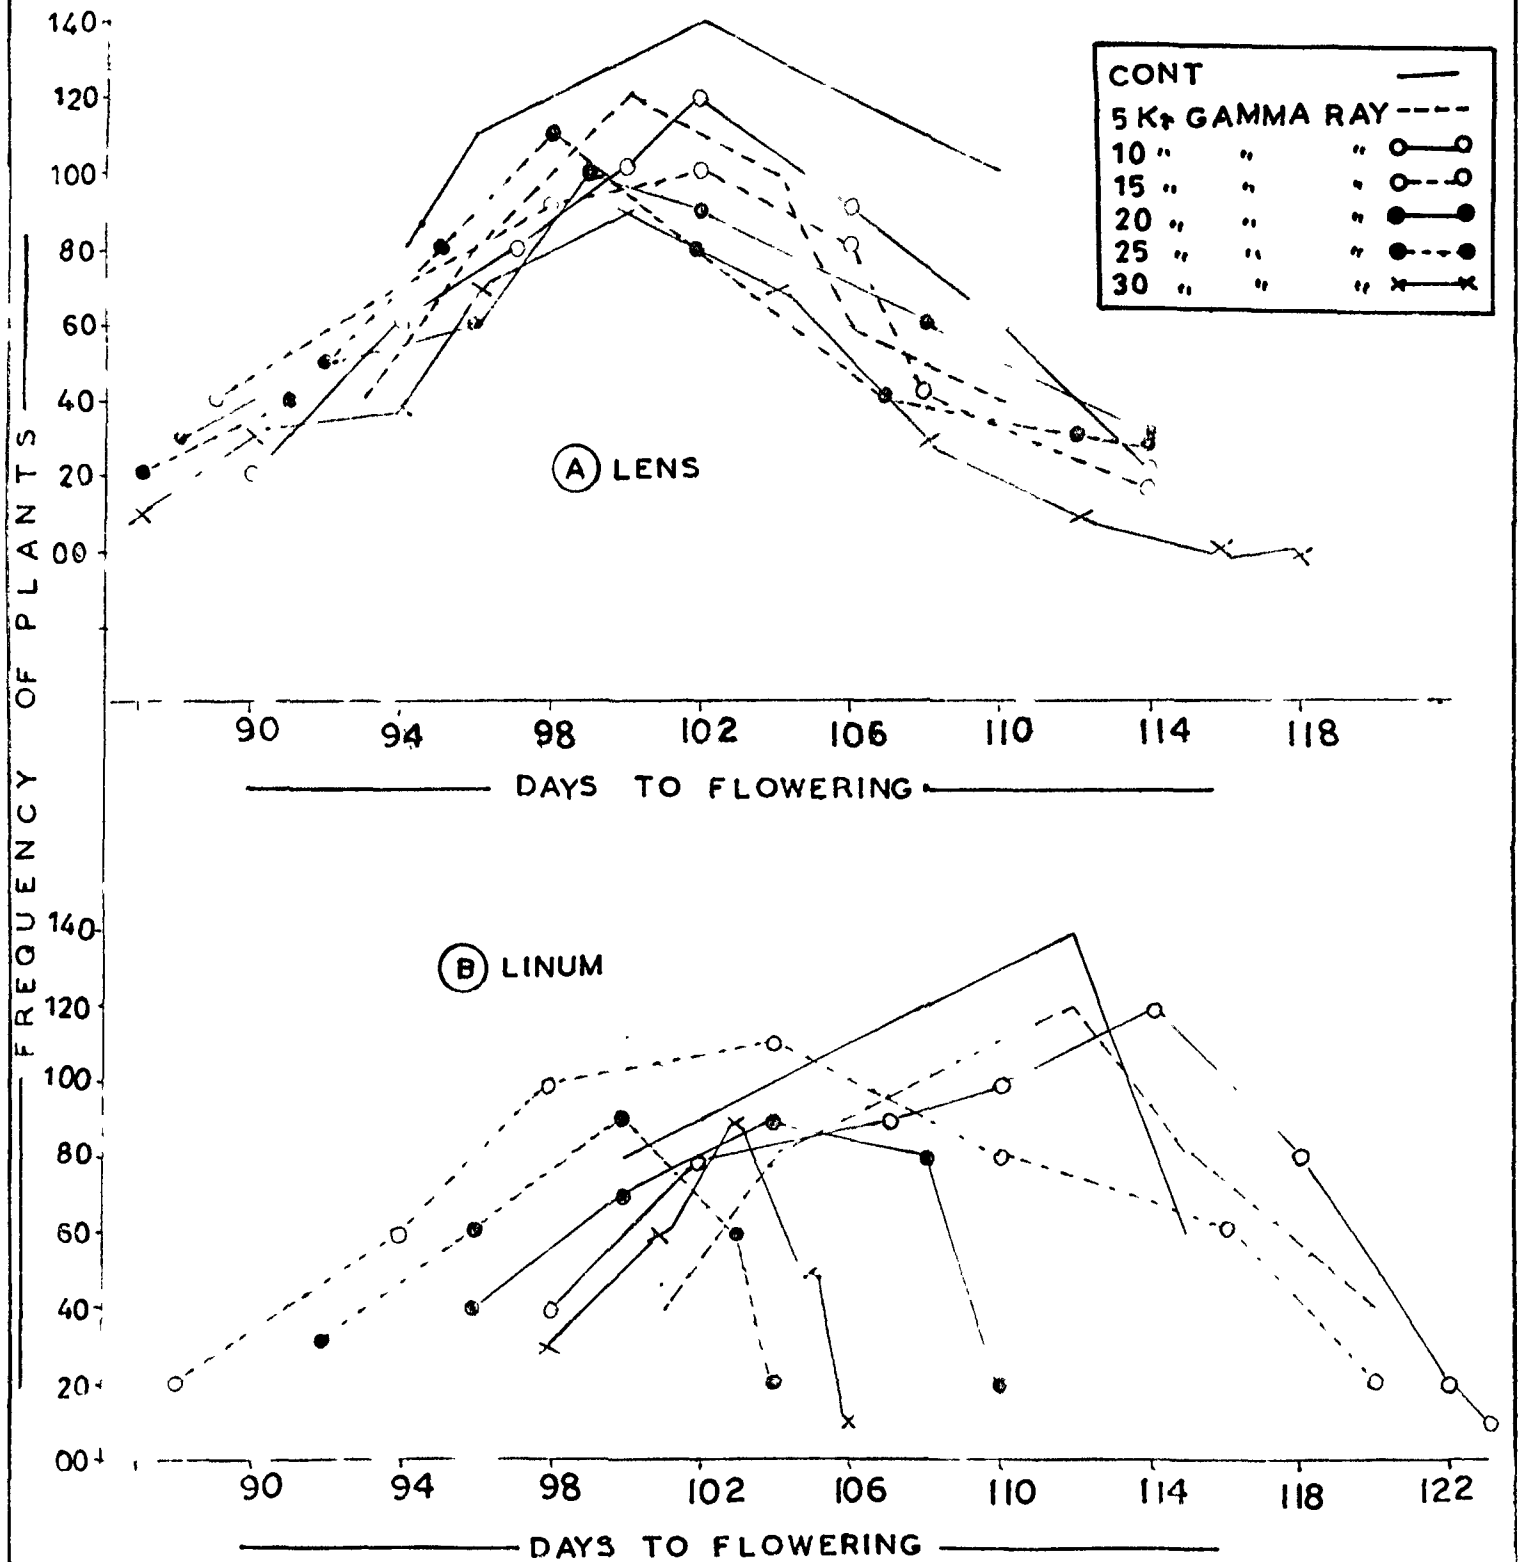 140
120
100
80
60
40
20
00
CONT
5 Kr GAMMA RAY
10 " " "
15 " " "
20 " " "
25 " " "
30 " " "
A LENS
90 94 98 102 106 110 114 118
DAYS TO FLOWERING
FREQUENCY OF PLANTS
B LINUM
140
120
100
80
60
40
20
00
90 94 98 102 106 110 114 118 122
DAYS TO FLOWERING